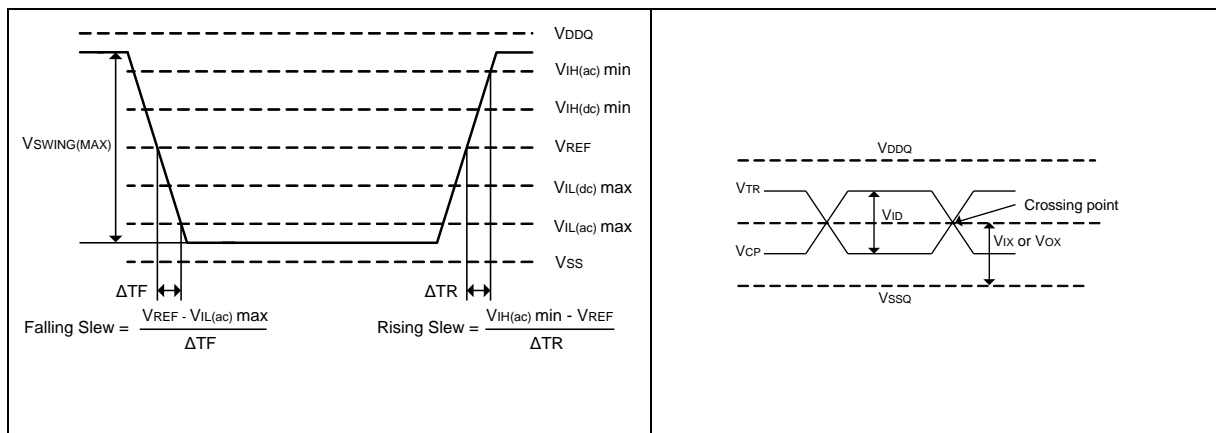 VDDQ
VIH(ac) min
VIH(dc) min
VSWING(MAX)
VREF
VIL(dc) max
VIL(ac) max
VSS
ΔTF
ΔTR
Falling Slew = VREF - VIL(ac) max
ΔTF
Rising Slew = VIH(ac) min - VREF
ΔTR
VDDQ
VTR
VID
Crossing point
VCP
VIX or VOX
VSSQ